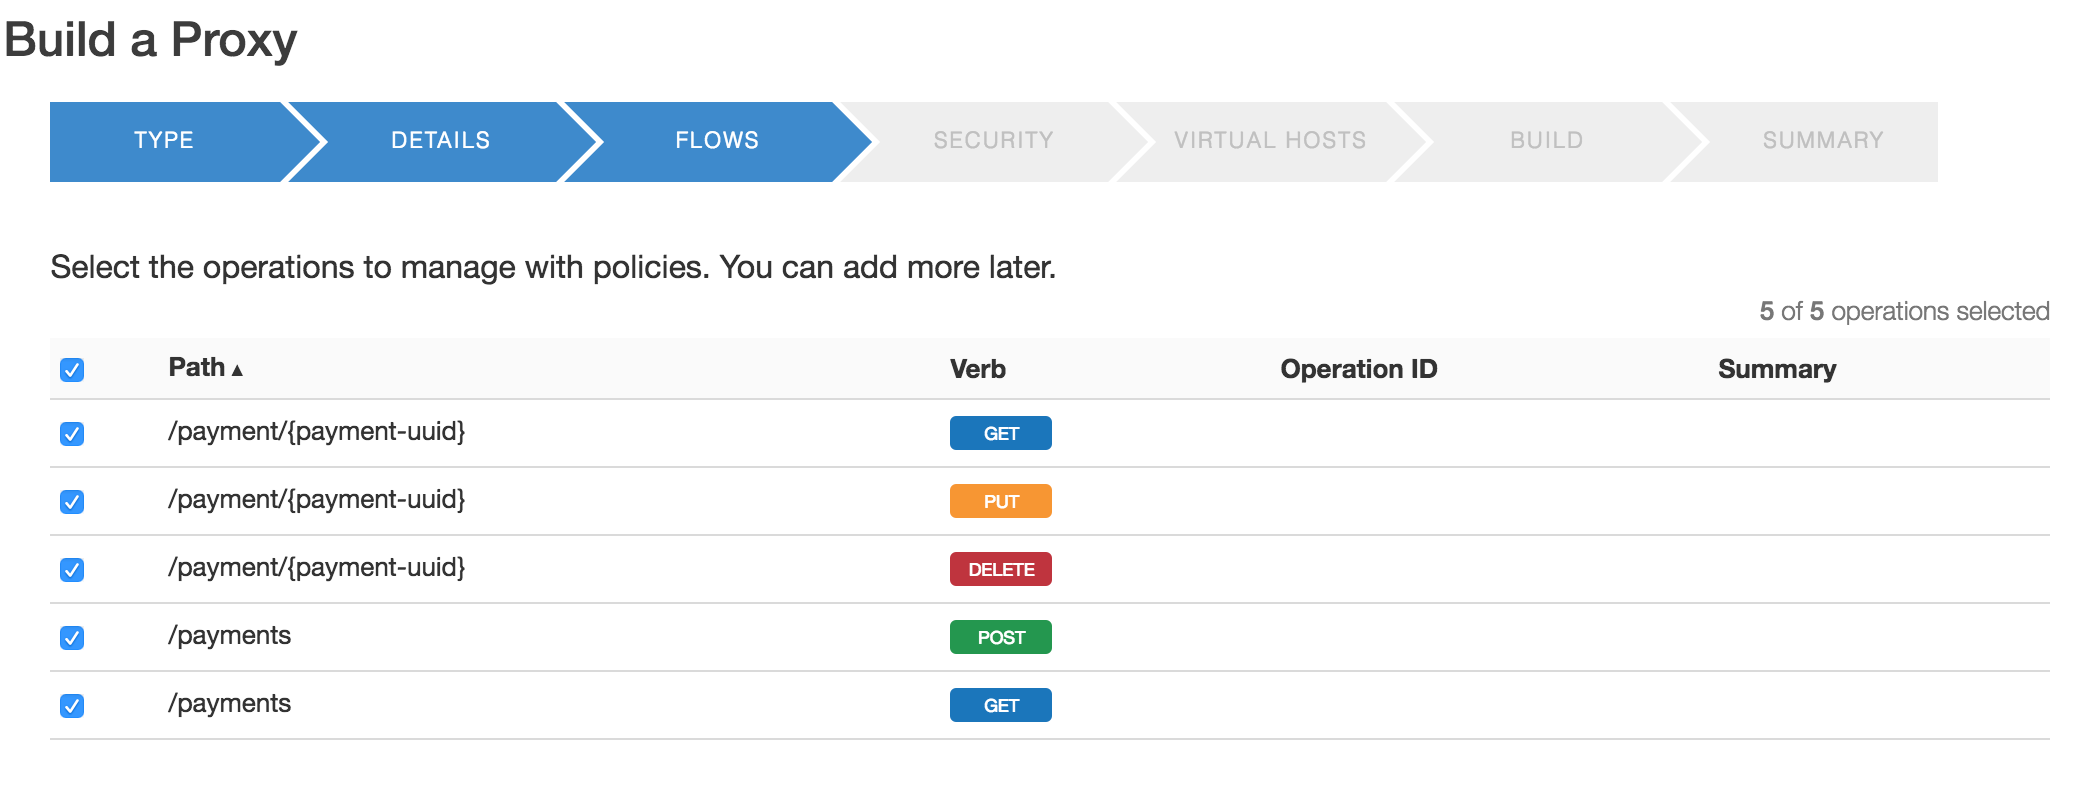 Build a Proxy
TYPE DETAILS FLOWS SECURITY VIRTUAL HOSTS BUILD SUMMARY
Select the operations to manage with policies. You can add more later.
5 of 5 operations selected
Path ▲ Verb Operation ID Summary
/payment/{payment-uuid} GET
/payment/{payment-uuid} PUT
/payment/{payment-uuid} DELETE
/payments POST
/payments GET